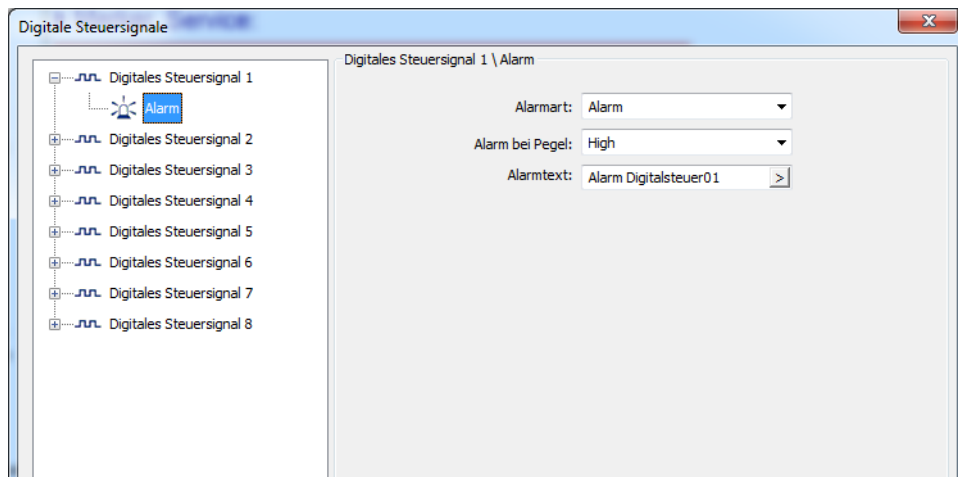 Digitale Steuersignale
Digitales Steuersignal 1
Alarm
Digitales Steuersignal 2
Digitales Steuersignal 3
Digitales Steuersignal 4
Digitales Steuersignal 5
Digitales Steuersignal 6
Digitales Steuersignal 7
Digitales Steuersignal 8
Digitales Steuersignal 1 \ Alarm
Alarmart: Alarm
Alarm bei Pegel: High
Alarmtext: Alarm Digitalsteuer01 >